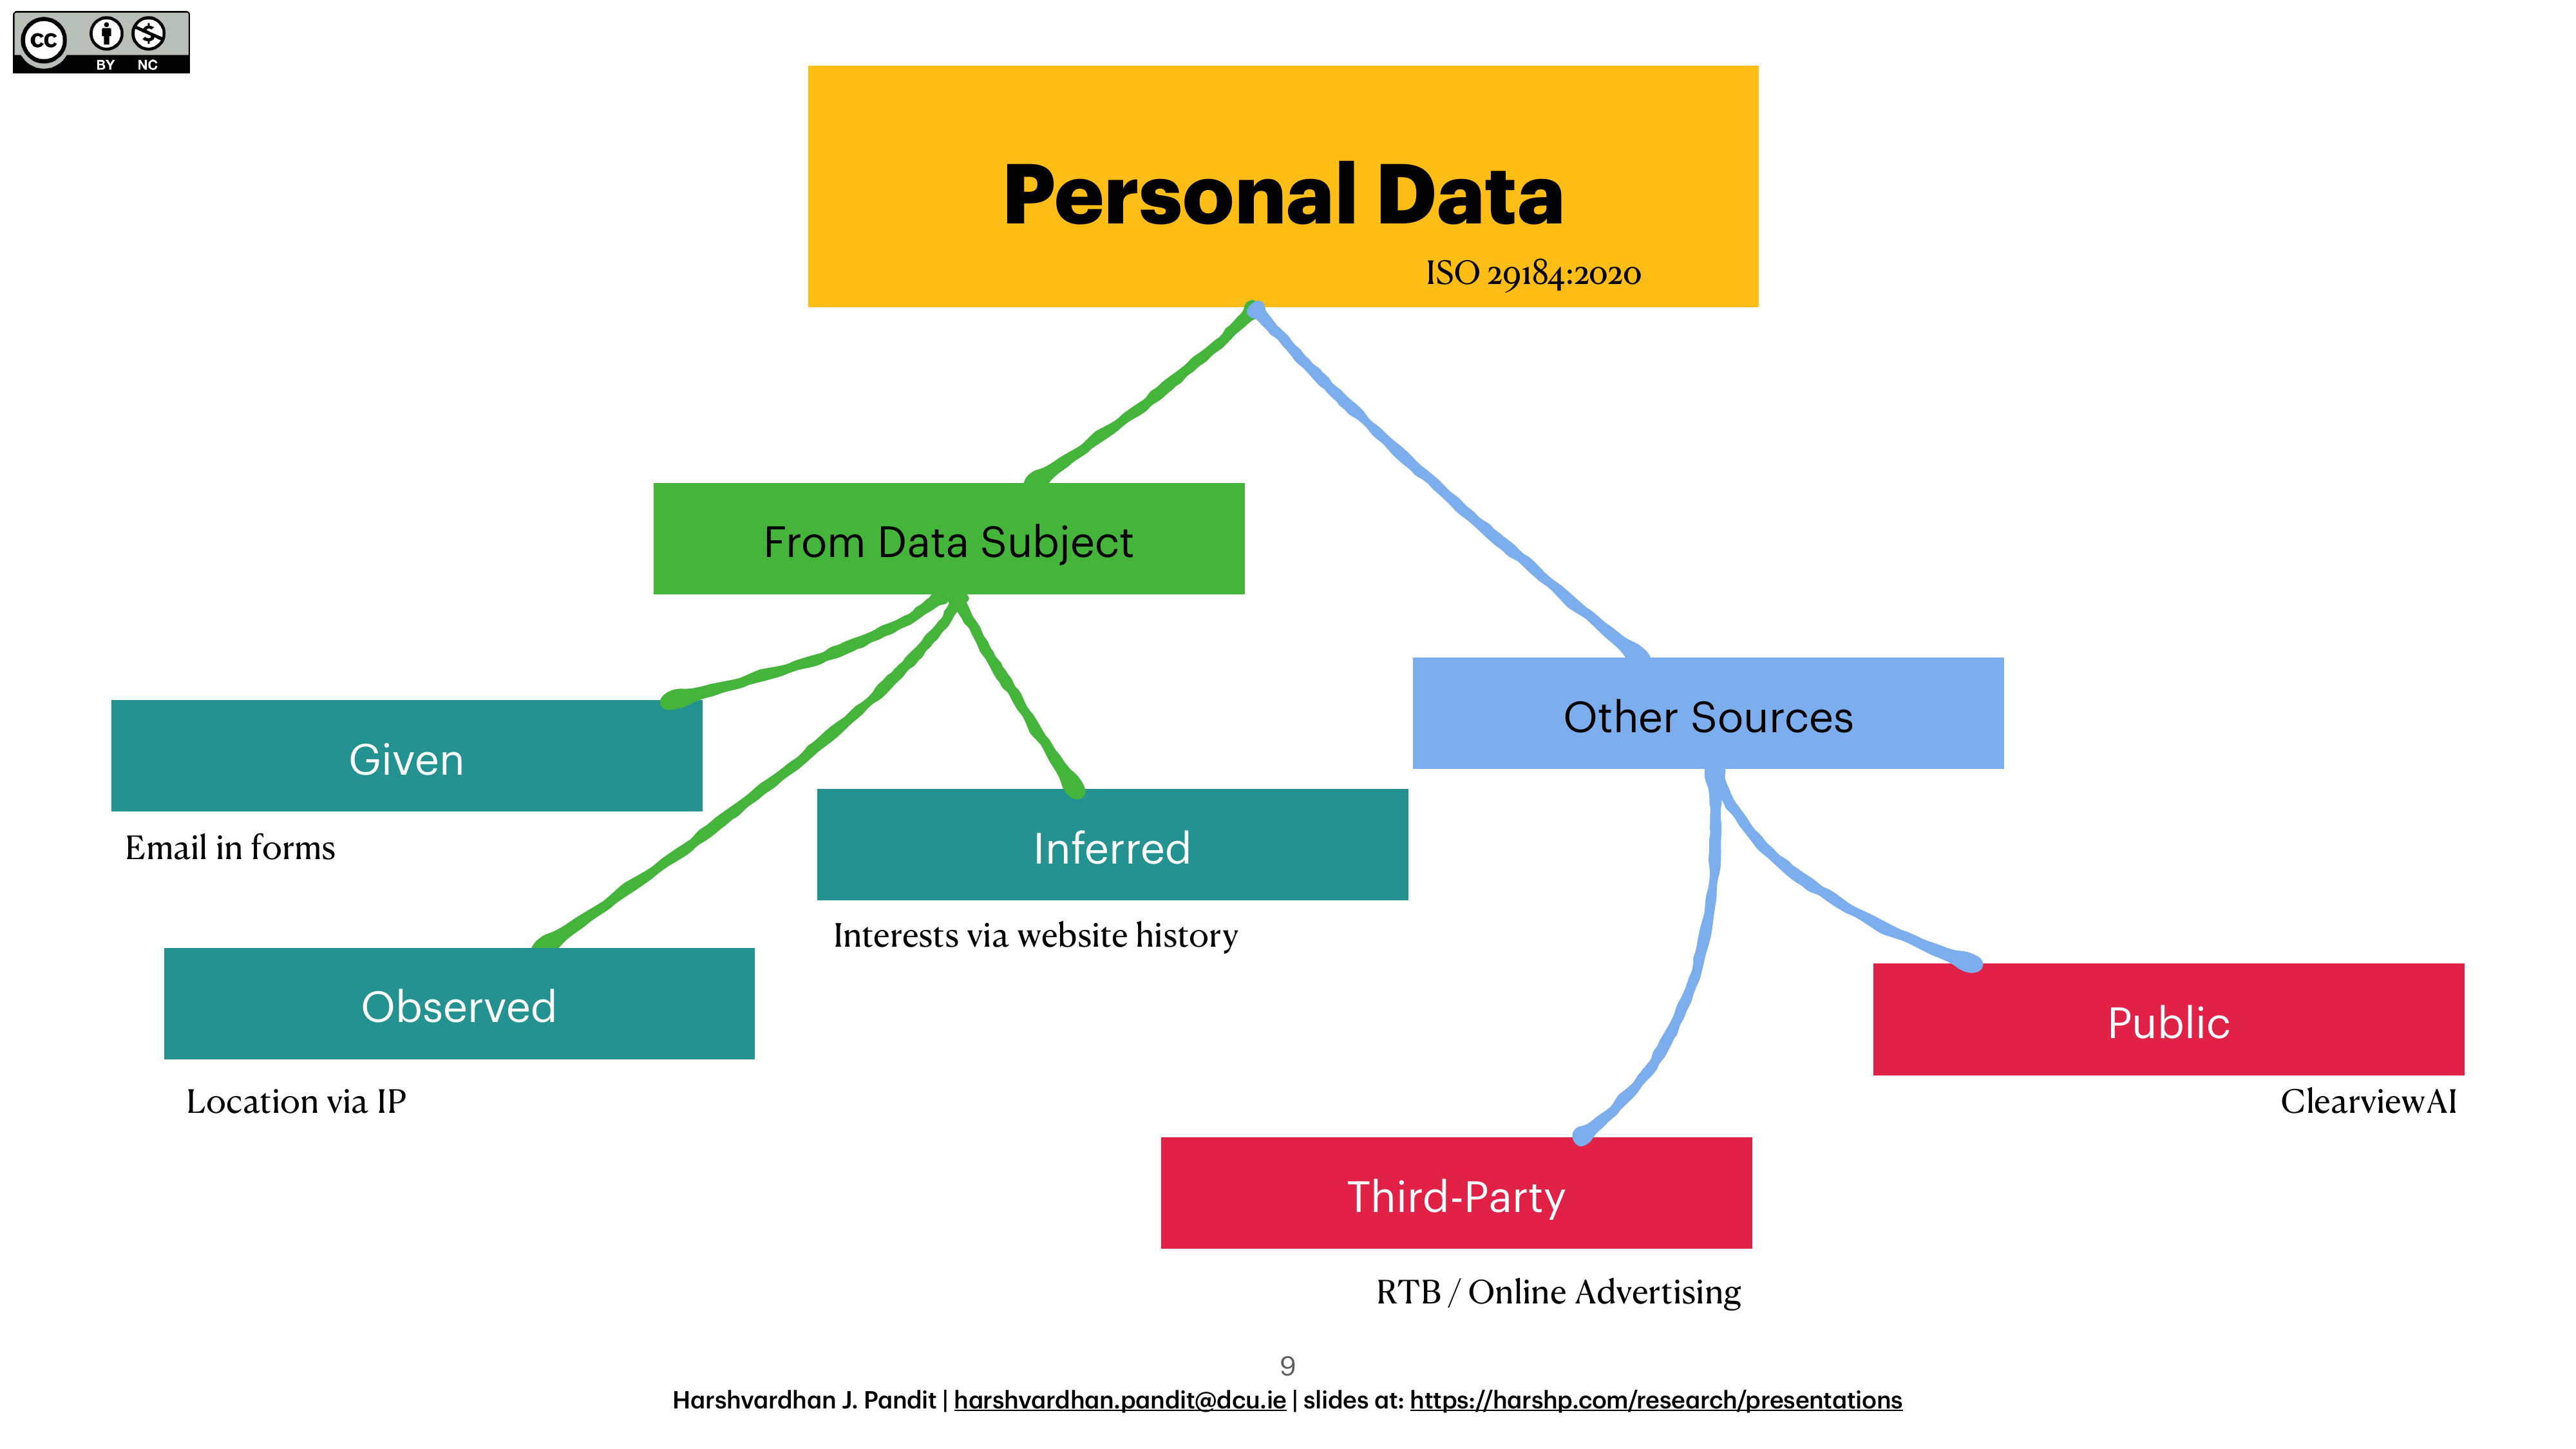 cc
BY NC
Personal Data
ISO 29184:2020
From Data Subject
Other Sources
Given
Email in forms
Inferred
Interests via website history
Observed
Location via IP
Public
ClearviewAI
Third-Party
RTB / Online Advertising
9
Harshvardhan J. Pandit | harshvardhan.pandit@dcu.ie | slides at: https://harshp.com/research/presentations